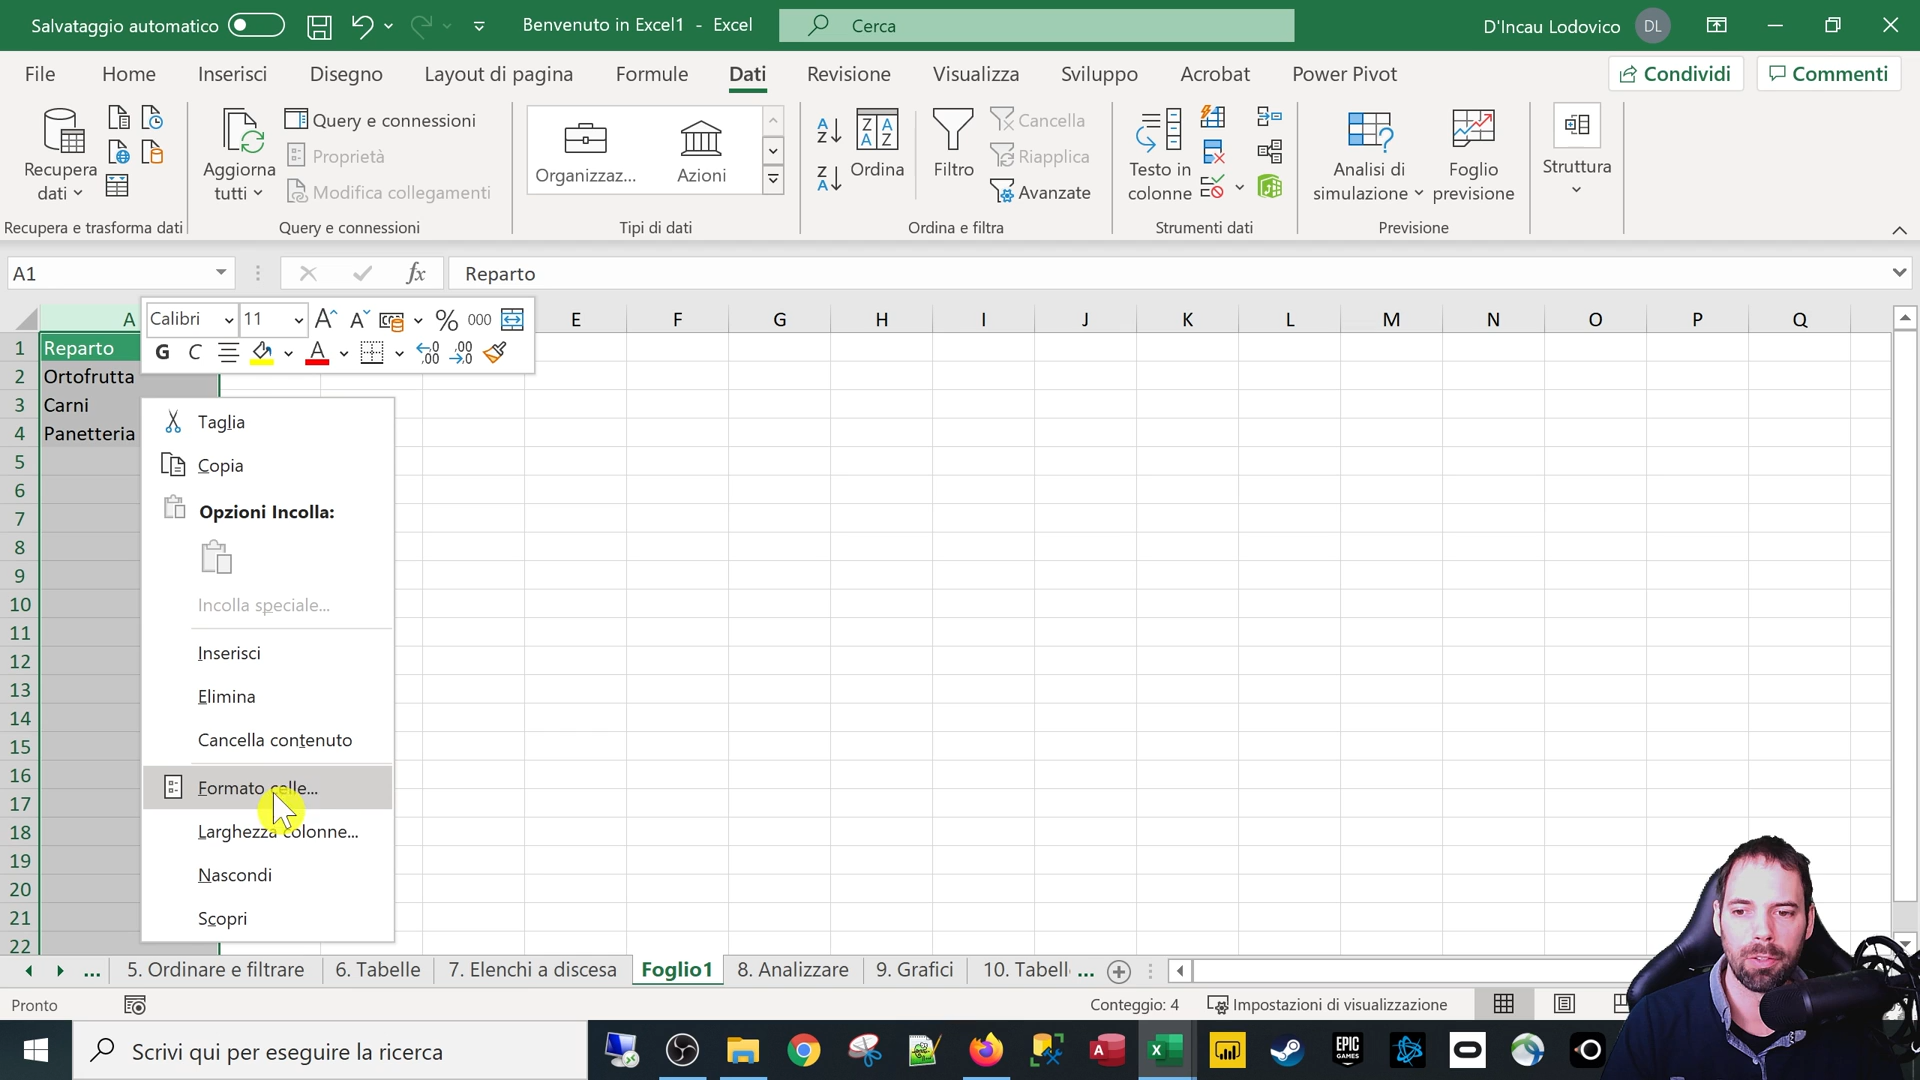 Salvataggio automatico
Benvenuto in Excel1 - Excel
Cerca
D'Incau Lodovico
DL
File
Home
Inserisci
Disegno
Layout di pagina
Formule
Dati
Revisione
Visualizza
Sviluppo
Acrobat
Power Pivot
Condividi
Commenti
Recupera
dati
Aggiorna
tutti
Query e connessioni
Proprietà
Modifica collegamenti
Organizzaz...
Azioni
Ordina
Filtro
Cancella
Riapplica
Avanzate
Testo in
colonne
Analisi di
simulazione
Foglio
previsione
Struttura
Recupera e trasforma dati
Query e connessioni
Tipi di dati
Ordina e filtra
Strumenti dati
Previsione
A1
fx
Reparto
Calibri
11
% 000
G C
A E F G H I J K L M N O P Q
1 Reparto
2 Ortofrutta
3 Carni
4 Panetteria
5
6
7
8
9
10
11
12
13
14
15
16
17
18
19
20
21
22
Taglia
Copia
Opzioni Incolla:
Incolla speciale...
Inserisci
Elimina
Cancella contenuto
Formato celle...
Larghezza colonne...
Nascondi
Scopri
...
5. Ordinare e filtrare
6. Tabelle
7. Elenchi a discesa
Foglio1
8. Analizzare
9. Grafici
10. Tabell
...
Pronto
Conteggio: 4
Impostazioni di visualizzazione
Scrivi qui per eseguire la ricerca
EPIC
GAMES